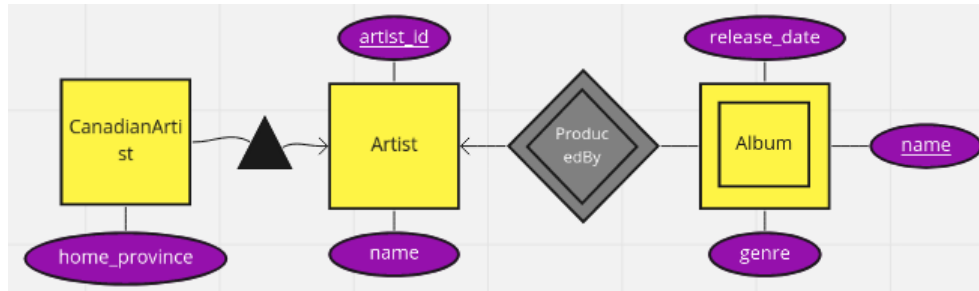 artist_id
release_date
CanadianArti
st
Artist
Produc
edBy
Album
name
home_province
name
genre